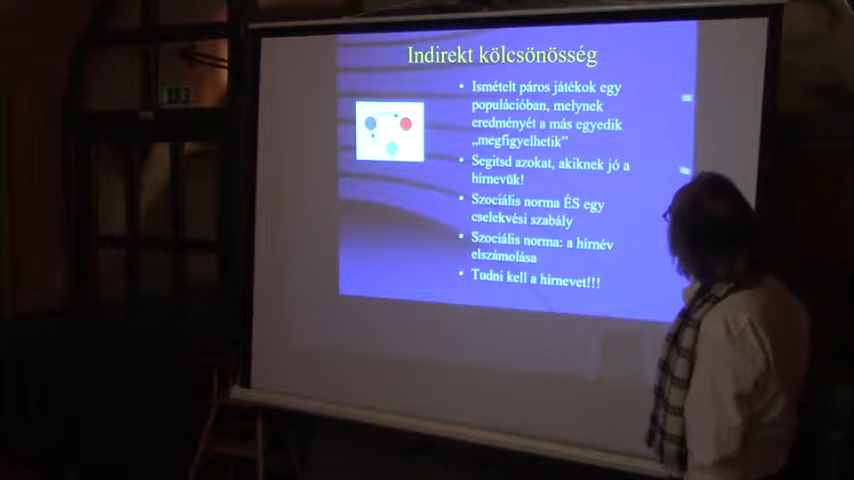 Indirekt kölcsönösség
• Ismételt páros játékok egy
populációban, melynek
eredményét a más egyedik
„megfigyelhetik”
• Segitsd azokat, akiknek jó a
hírnevük!
• Szociális norma ÉS egy
cselekvési szabály
• Szociális norma: a hírnév
elszámolása
• Tudni kell a hírnevet!!!